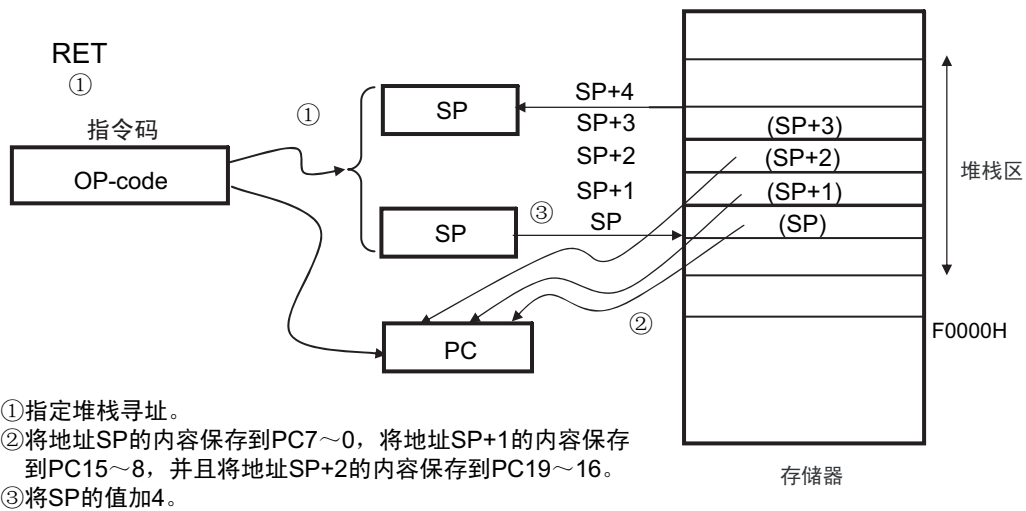 RET
①
指令码
OP-code
①
SP
SP+4
SP+3
SP+2
SP+1
SP
③
SP
(SP+3)
(SP+2)
(SP+1)
(SP)
堆栈区
②
PC
F0000H
存储器
①指定堆栈寻址。
②将地址SP的内容保存到PC7～0，将地址SP+1的内容保存
到PC15～8，并且将地址SP+2的内容保存到PC19～16。
③将SP的值加4。